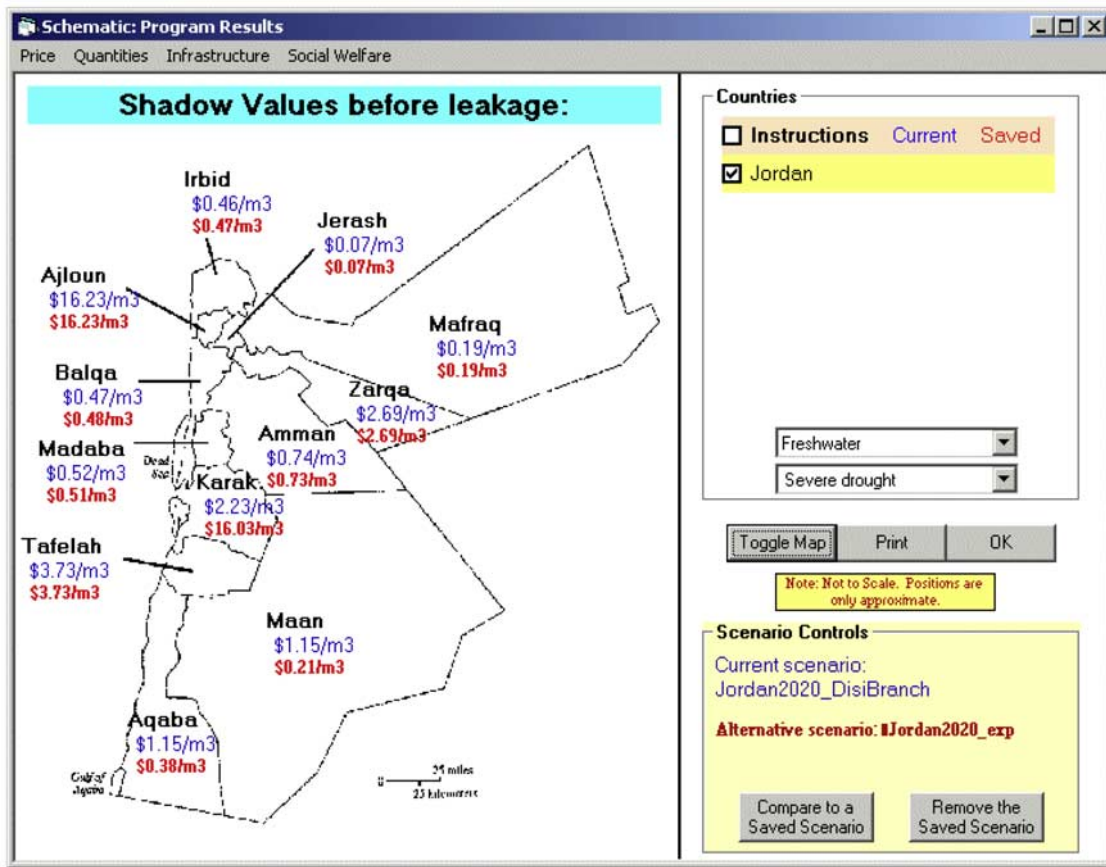 Schematic: Program Results
Price Quantities Infrastructure Social Welfare
Shadow Values before leakage:
Irbid
$0.46/m3
$0.47/m3
Jerash
$0.07/m3
$0.07/m3
Ajloun
$16.23/m3
$16.23/m3
Mafraq
$0.19/m3
$0.19/m3
Balqa
$0.47/m3
$0.48/m3
Zarqa
$2.69/m3
$2.69/m3
Madaba
$0.52/m3
$0.51/m3
Dead
Sea
Amman
$0.74/m3
$0.73/m3
Karak
$2.23/m3
$16.03/m3
Tafelah
$3.73/m3
$3.73/m3
Maan
$1.15/m3
$0.21/m3
Aqaba
$1.15/m3
$0.38/m3
Gulf of
Aqaba
0 25 miles
25 kilometers
Countries
Instructions Current Saved
Jordan
Freshwater
Severe drought
Toggle Map Print OK
Note: Not to Scale. Positions are
only approximate.
Scenario Controls
Current scenario:
Jordan2020_DisiBranch
Alternative scenario: Jordan2020_exp
Compare to a
Saved Scenario
Remove the
Saved Scenario